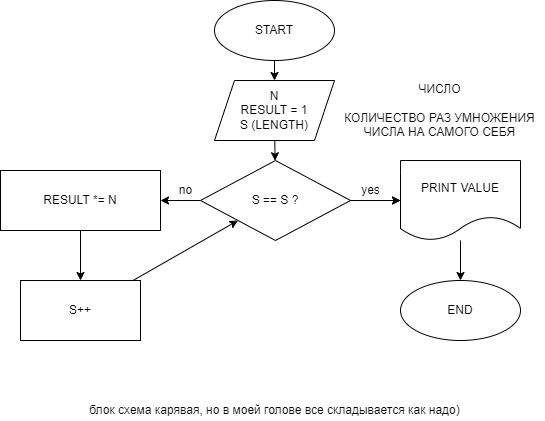 START
N
RESULT = 1
S (LENGTH)
ЧИСЛО
КОЛИЧЕСТВО РАЗ УМНОЖЕНИЯ
ЧИСЛА НА САМОГО СЕБЯ
RESULT *= N
no
S == S ?
yes
PRINT VALUE
S++
END
блок схема карявая, но в моей голове все складывается как надо)